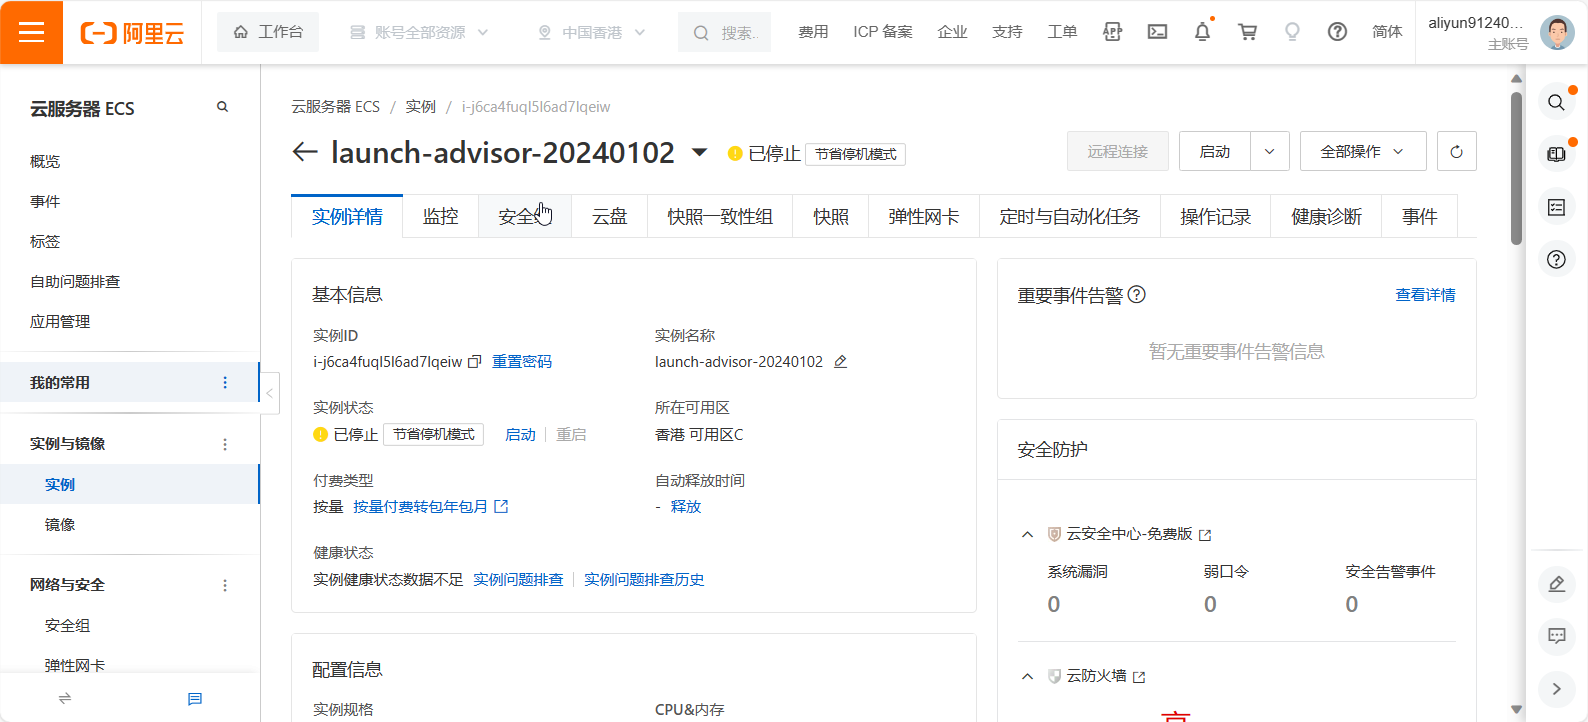 阿里云
工作台
账号全部资源
中国香港
搜索..
费用
ICP 备案
企业
支持
工单
APP
简体
aliyun91240...
主账号
云服务器 ECS
概览
事件
标签
自助问题排查
应用管理
我的常用
实例与镜像
实例
镜像
网络与安全
安全组
弹性网卡
云服务器 ECS / 实例 / i-j6ca4fuql5l6ad7lqeiw
launch-advisor-20240102
已停止 节省停机模式
远程连接
启动
全部操作
实例详情
监控
安全
云盘
快照一致性组
快照
弹性网卡
定时与自动化任务
操作记录
健康诊断
事件
基本信息
实例ID
i-j6ca4fuql5l6ad7lqeiw 重置密码
实例名称
launch-advisor-20240102
实例状态
已停止 节省停机模式 启动 重启
所在可用区
香港 可用区C
付费类型
按量 按量付费转包年包月
自动释放时间
- 释放
健康状态
实例健康状态数据不足 实例问题排查 实例问题排查历史
配置信息
实例规格
CPU&内存
重要事件告警
查看详情
暂无重要事件告警信息
安全防护
云安全中心-免费版
系统漏洞
弱口令
安全告警事件
0
0
0
云防火墙